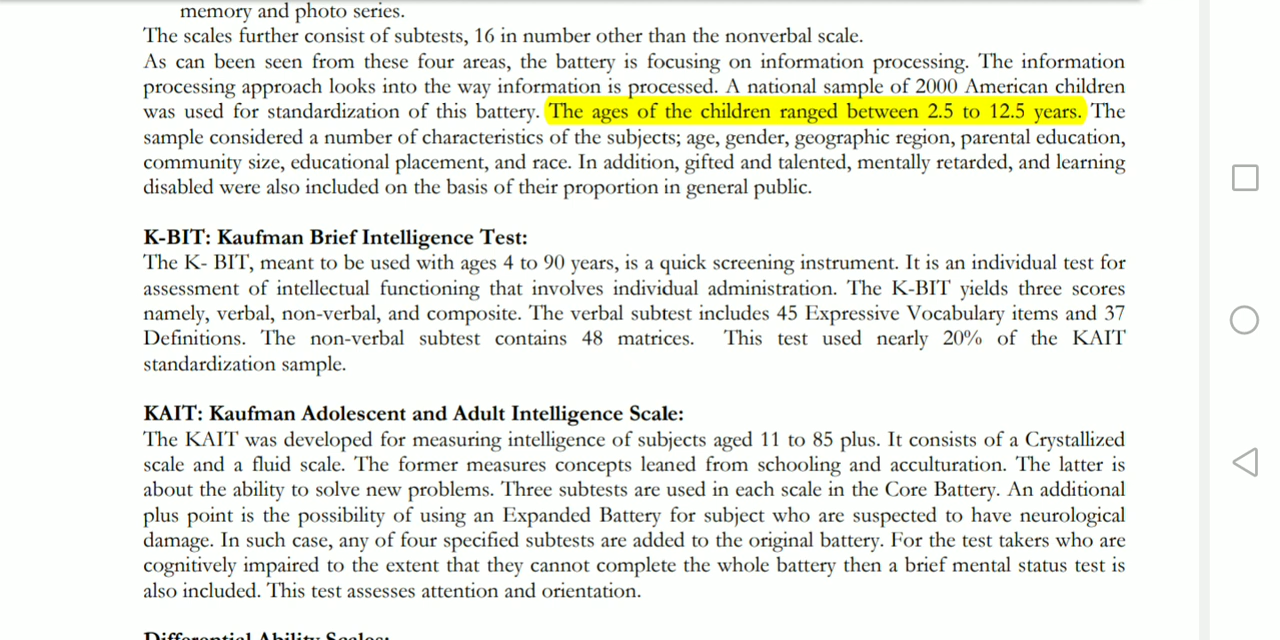 memory and photo series.
The scales further consist of subtests, 16 in number other than the nonverbal scale.
As can been seen from these four areas, the battery is focusing on information processing. The information
processing approach looks into the way information is processed. A national sample of 2000 American children
was used for standardization of this battery. The ages of the children ranged between 2.5 to 12.5 years. The
sample considered a number of characteristics of the subjects; age, gender, geographic region, parental education,
community size, educational placement, and race. In addition, gifted and talented, mentally retarded, and learning
disabled were also included on the basis of their proportion in general public.
K-BIT: Kaufman Brief Intelligence Test:
The K- BIT, meant to be used with ages 4 to 90 years, is a quick screening instrument. It is an individual test for
assessment of intellectual functioning that involves individual administration. The K-BIT yields three scores
namely, verbal, non-verbal, and composite. The verbal subtest includes 45 Expressive Vocabulary items and 37
Definitions. The non-verbal subtest contains 48 matrices. This test used nearly 20% of the KAIT
standardization sample.
KAIT: Kaufman Adolescent and Adult Intelligence Scale:
The KAIT was developed for measuring intelligence of subjects aged 11 to 85 plus. It consists of a Crystallized
scale and a fluid scale. The former measures concepts leaned from schooling and acculturation. The latter is
about the ability to solve new problems. Three subtests are used in each scale in the Core Battery. An additional
plus point is the possibility of using an Expanded Battery for subject who are suspected to have neurological
damage. In such case, any of four specified subtests are added to the original battery. For the test takers who are
cognitively impaired to the extent that they cannot complete the whole battery then a brief mental status test is
also included. This test assesses attention and orientation.
Differential Ability Scales: